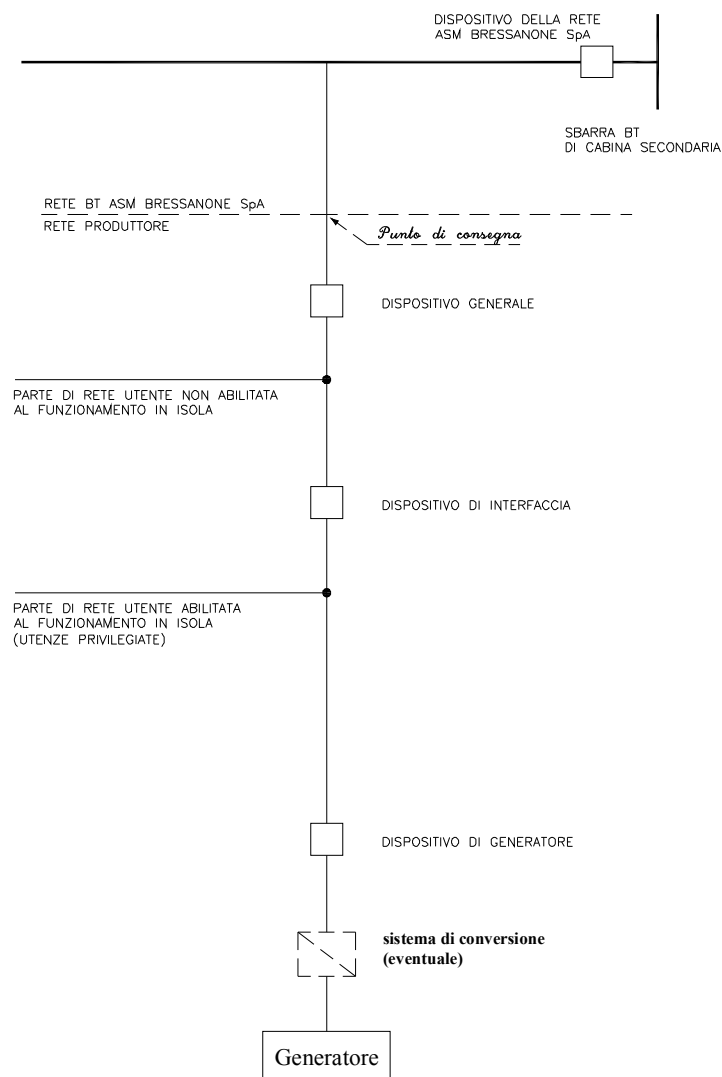 DISPOSITIVO DELLA RETE
ASM BRESSANONE SpA
SBARRA BT
DI CABINA SECONDARIA
RETE BT ASM BRESSANONE SpA
RETE PRODUTTORE
Punto di consegna
DISPOSITIVO GENERALE
PARTE DI RETE UTENTE NON ABILITATA
AL FUNZIONAMENTO IN ISOLA
DISPOSITIVO DI INTERFACCIA
PARTE DI RETE UTENTE ABILITATA
AL FUNZIONAMENTO IN ISOLA
(UTENZE PRIVILEGIATE)
DISPOSITIVO DI GENERATORE
sistema di conversione
(eventuale)
Generatore